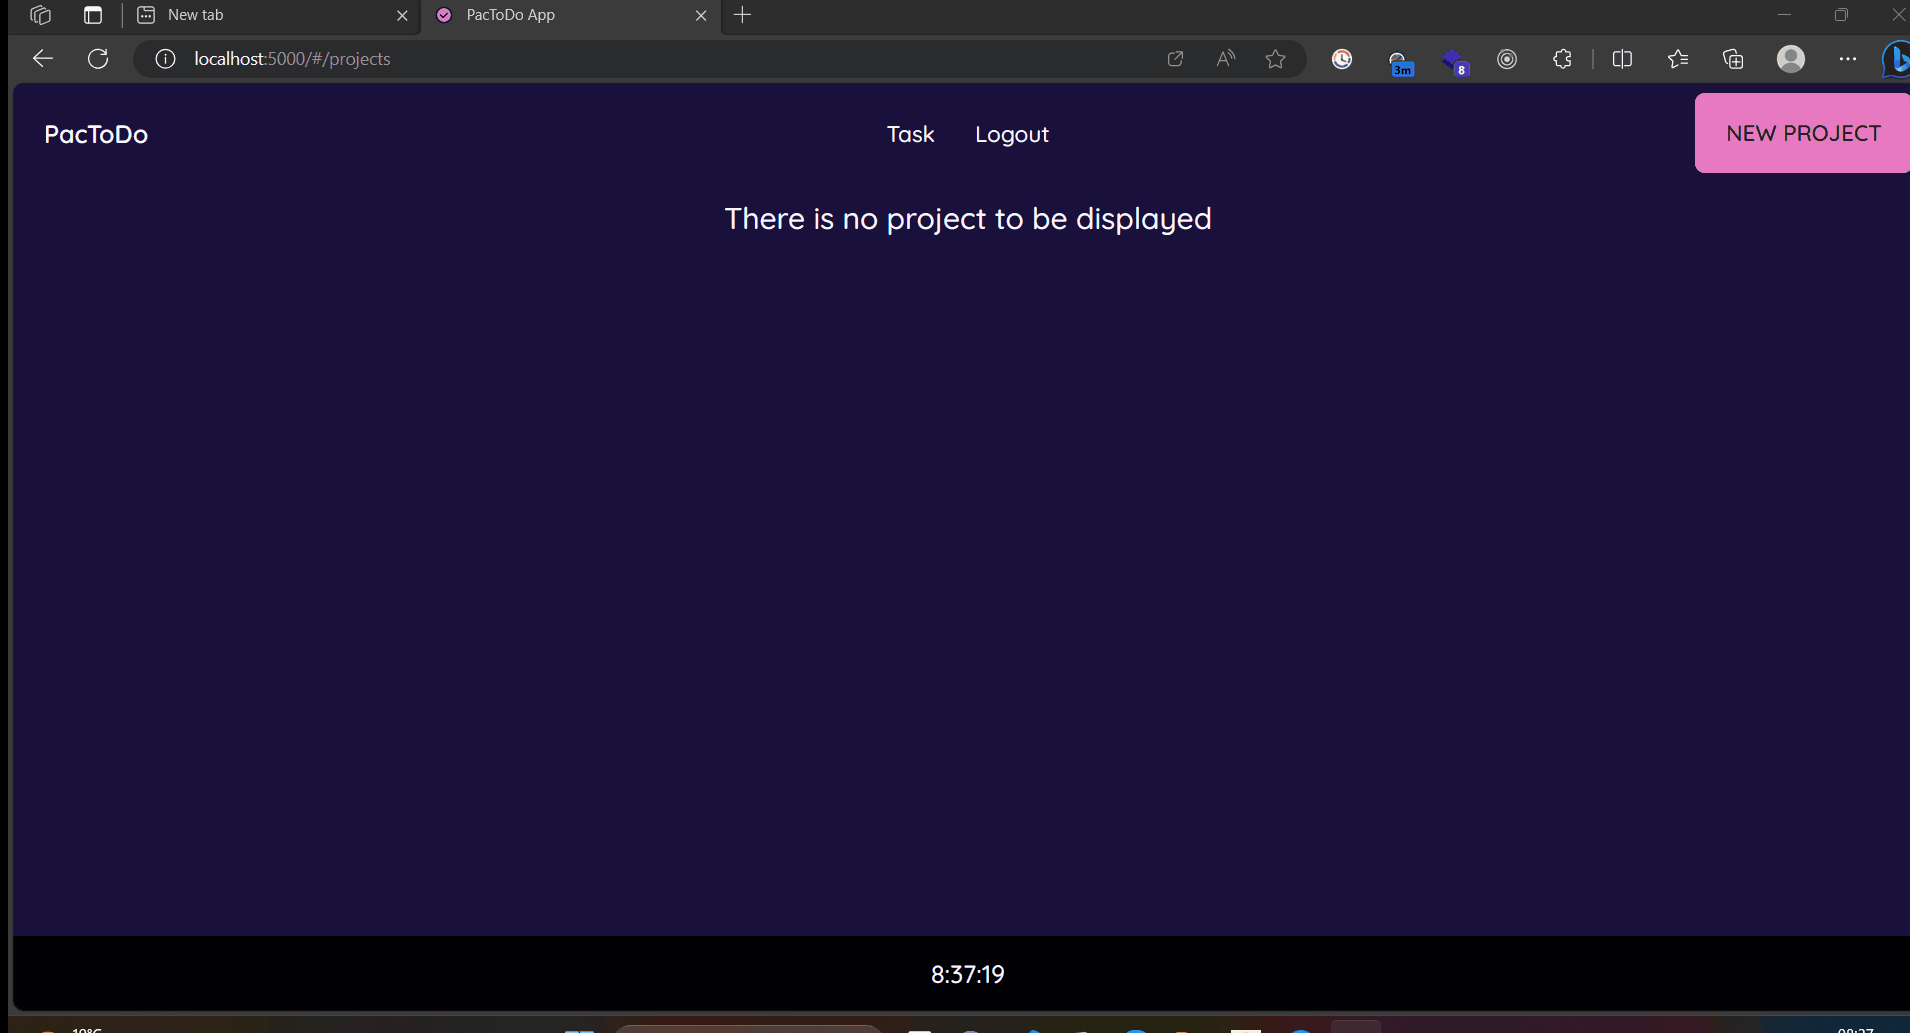 New tab
PacToDo App
localhost:5000/#/projects
3m
8
PacToDo
Task
Logout
NEW PROJECT
There is no project to be displayed
8:37:19